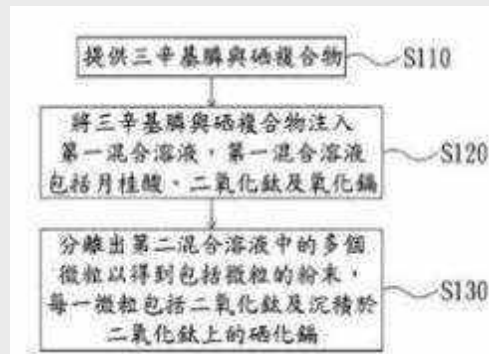 提供三辛基膦與硒複合物
S110
將三辛基膦與硒複合物注入
第一混合溶液，第一混合溶液
包括月桂酸、二氧化鈦及氧化鎘
S120
分離出第二混合溶液中的多個
微粒以得到包括微粒的粉末，
每一微粒包括二氧化鈦及沉積於
二氧化鈦上的硒化鎘
S130